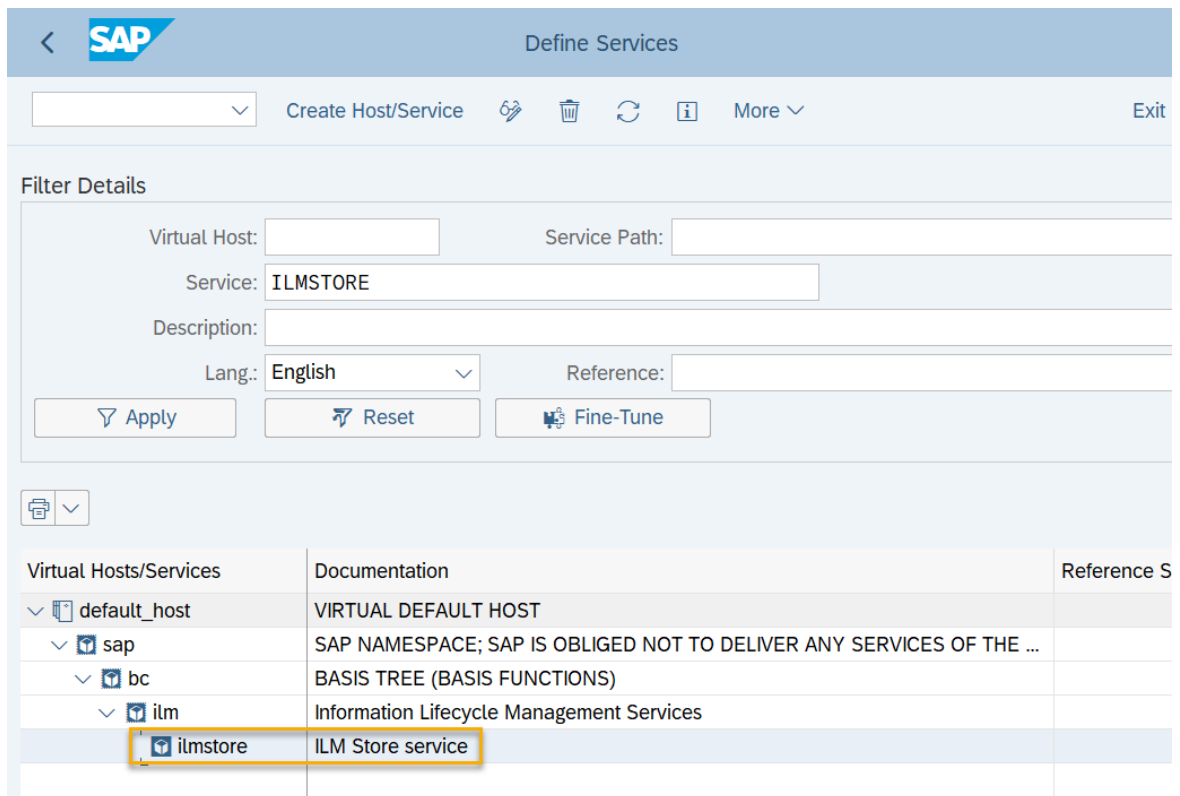 SAP Define Services
Create Host/Service More Exit
Filter Details
Virtual Host: Service Path:
Service: ILMSTORE
Description:
Lang.: English Reference:
Apply Reset Fine-Tune
Virtual Hosts/Services Documentation Reference S
default_host VIRTUAL DEFAULT HOST
sap SAP NAMESPACE; SAP IS OBLIGED NOT TO DELIVER ANY SERVICES OF THE ...
bc BASIS TREE (BASIS FUNCTIONS)
ilm Information Lifecycle Management Services
ilmstore ILM Store service